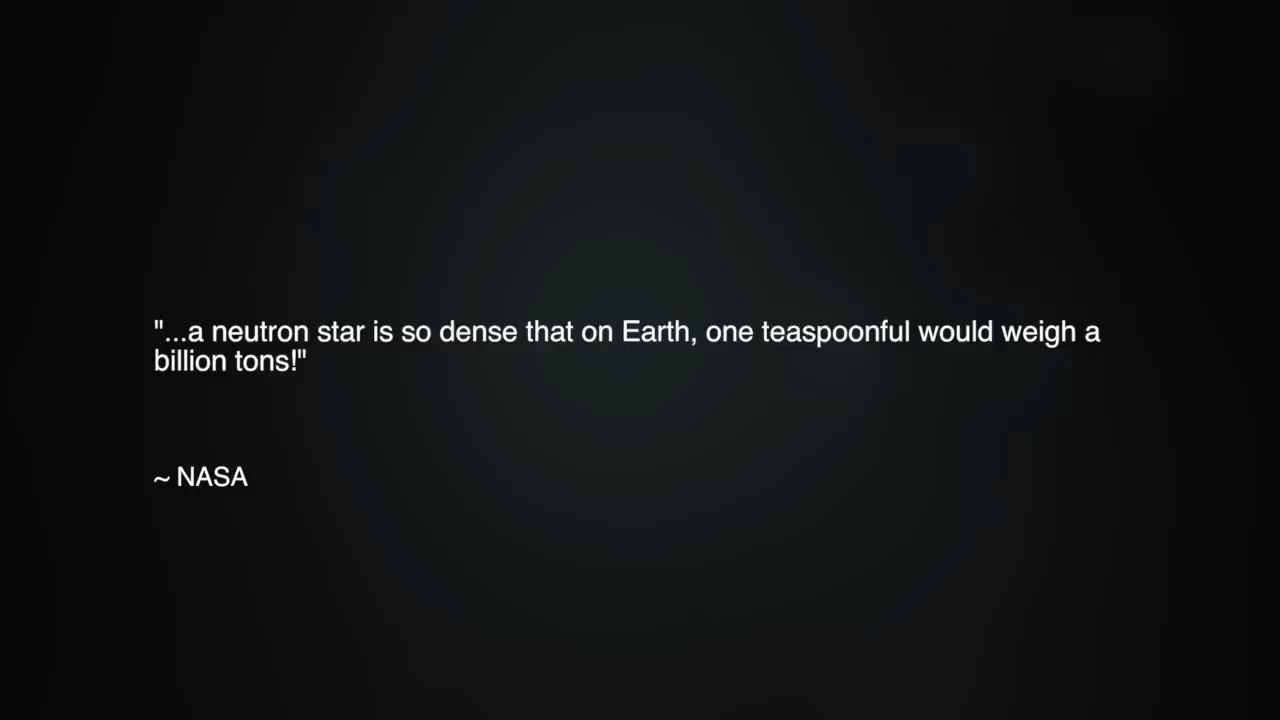 "...a neutron star is so dense that on Earth, one teaspoonful would weigh a
billion tons!"
~ NASA